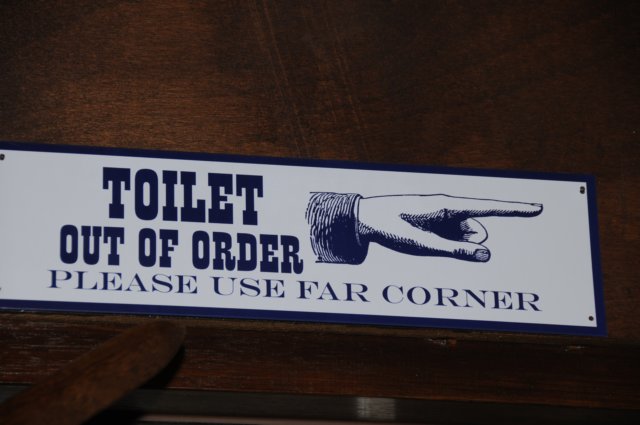 TOILET
OUT OF ORDER
PLEASE USE FAR CORNER